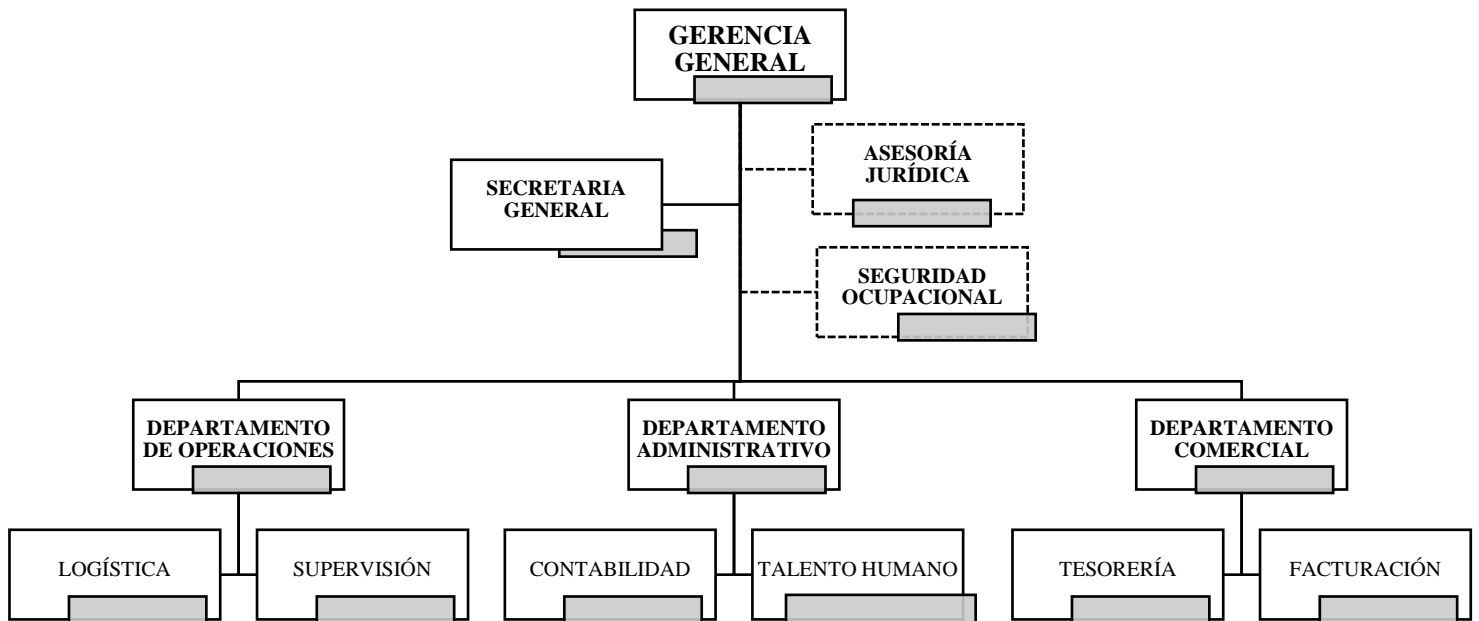 GERENCIA
GENERAL
ASESORÍA
JURÍDICA
SECRETARIA
GENERAL
SEGURIDAD
OCUPACIONAL
DEPARTAMENTO
DE OPERACIONES
DEPARTAMENTO
ADMINISTRATIVO
DEPARTAMENTO
COMERCIAL
LOGÍSTICA
SUPERVISIÓN
CONTABILIDAD
TALENTO HUMANO
TESORERÍA
FACTURACIÓN